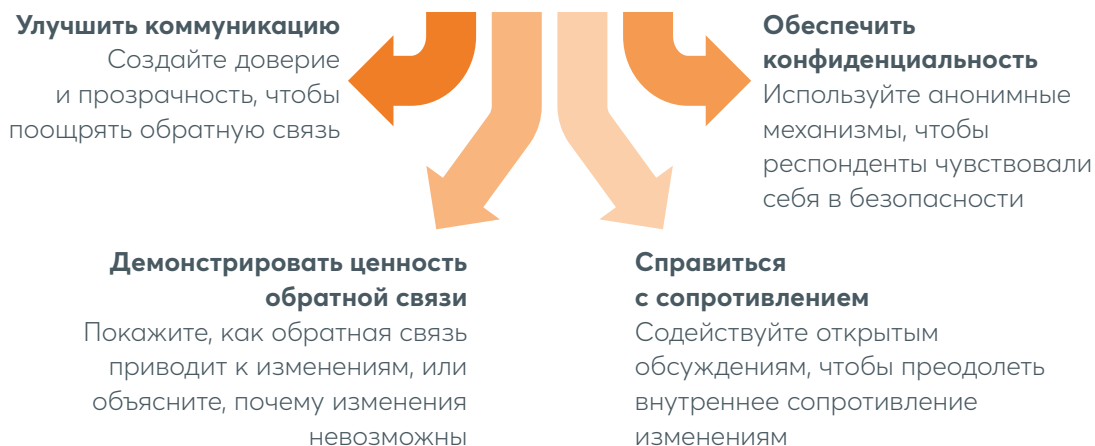 Улучшить коммуникацию
Создайте доверие
и прозрачность, чтобы
поощрять обратную связь
Обеспечить
конфиденциальность
Используйте анонимные
механизмы, чтобы
респонденты чувствовали
себя в безопасности
Демонстрировать ценность
обратной связи
Покажите, как обратная связь
приводит к изменениям, или
объясните, почему изменения
невозможны
Справиться
с сопротивлением
Содействуйте открытым
обсуждениям, чтобы преодолеть
внутреннее сопротивление
изменениям